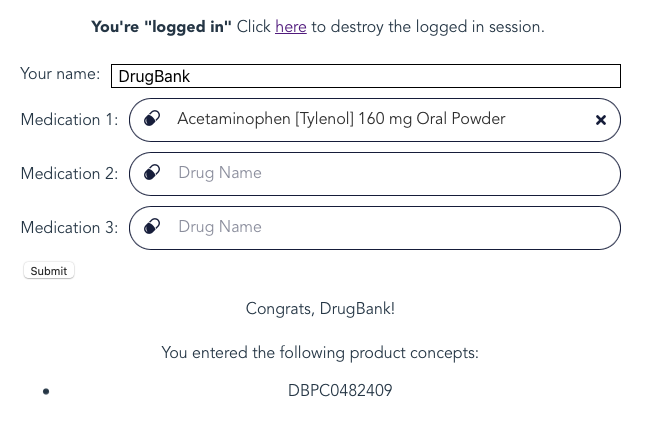 You're "logged in" Click here to destroy the logged in session.
Your name: DrugBank
Medication 1: Acetaminophen [Tylenol] 160 mg Oral Powder
Medication 2: Drug Name
Medication 3: Drug Name
Submit
Congrats, DrugBank!
You entered the following product concepts:
DBPC0482409